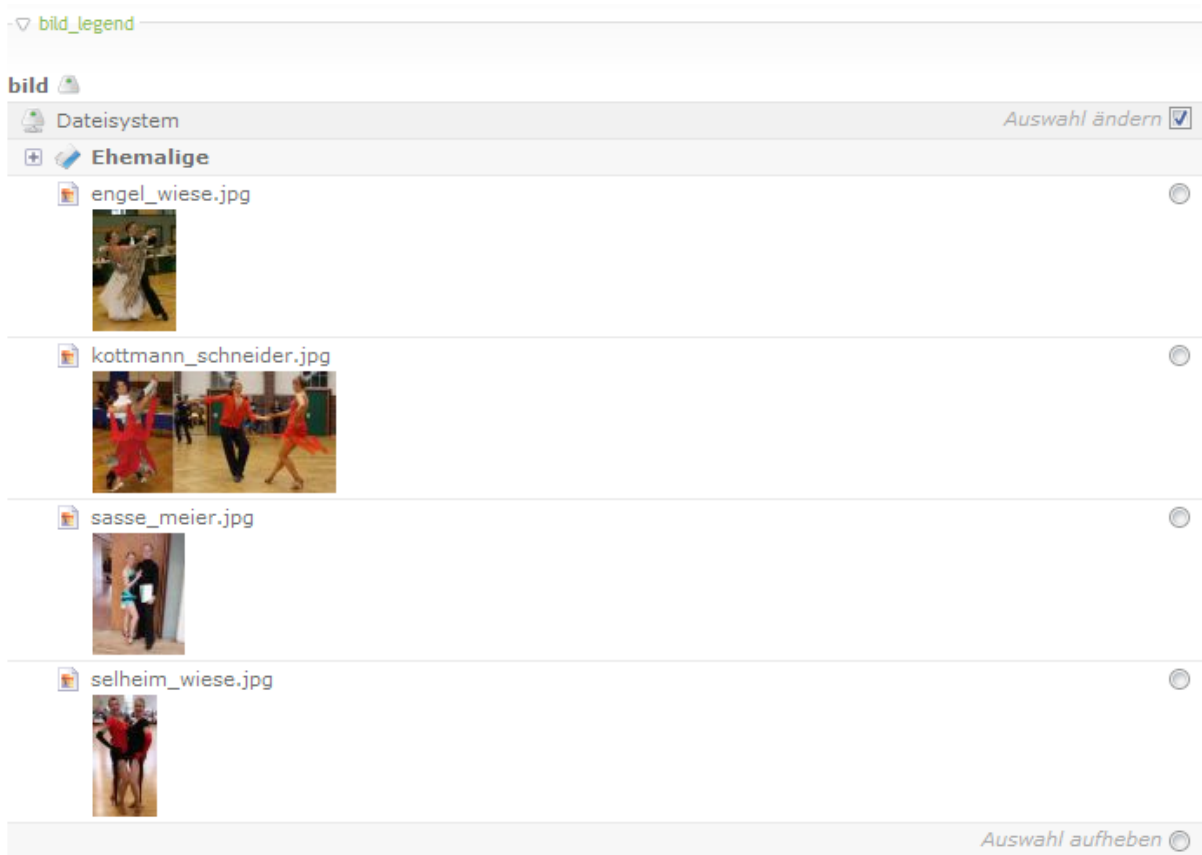 bild_legend
bild
Dateisystem Auswahl ändern
Ehemalige
engel_wiese.jpg
kottmann_schneider.jpg
sasse_meier.jpg
selheim_wiese.jpg
Auswahl aufheben